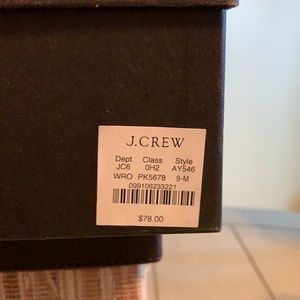 J.CREW
Dept Class Style
JC6 0H2 AY546
WRO PK5678 9-M
099106233221
$78.00